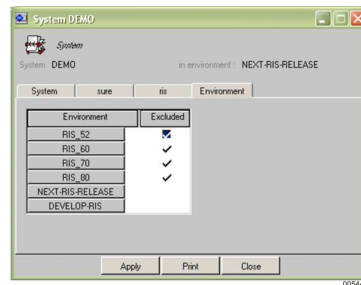 System DEMO
System
System DEMO in environment : NEXT-RIS-RELEASE
System sure ris Environment
Environment Excluded
RIS_52
RIS_60
RIS_70
RIS_80
NEXT-RIS-RELEASE
DEVELOP-RIS
Apply Print Close